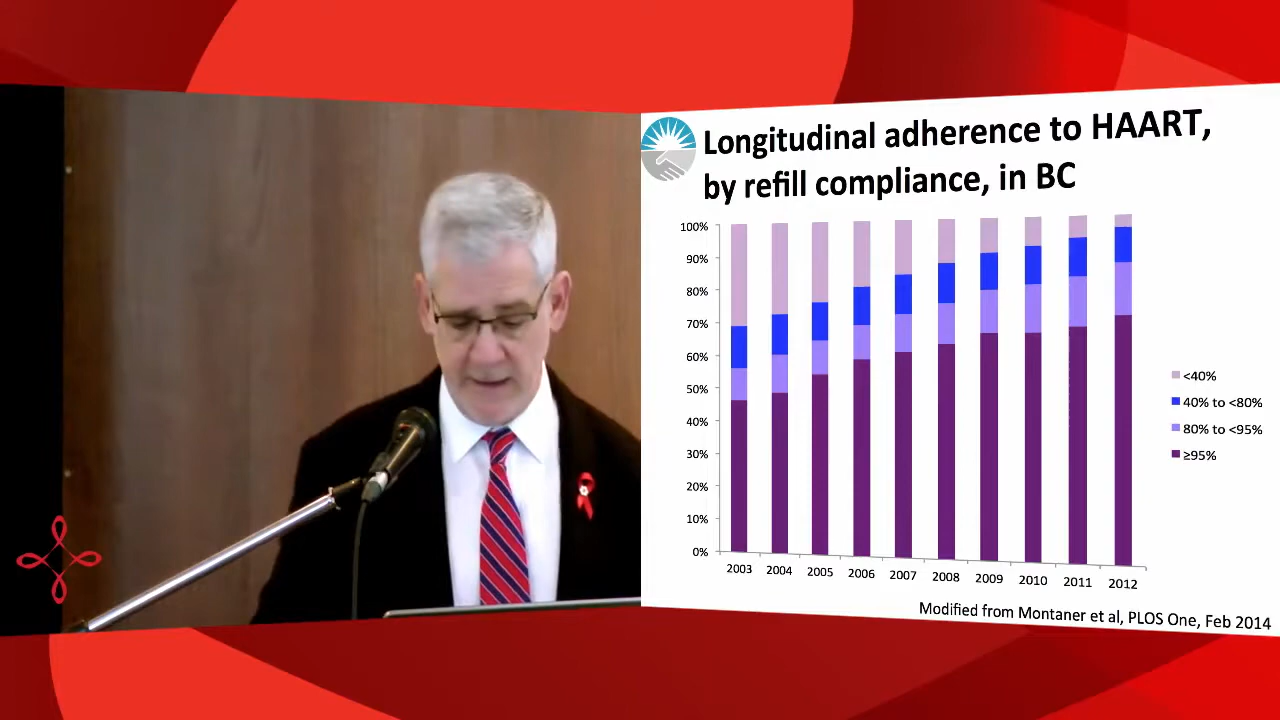 Longitudinal adherence to HAART,
by refill compliance, in BC
100%
90%
80%
70%
60%
50%
40%
30%
20%
10%
0%
2003 2004 2005 2006 2007 2008 2009 2010 2011 2012
<40%
40% to <80%
80% to <95%
≥95%
Modified from Montaner et al, PLOS One, Feb 2014